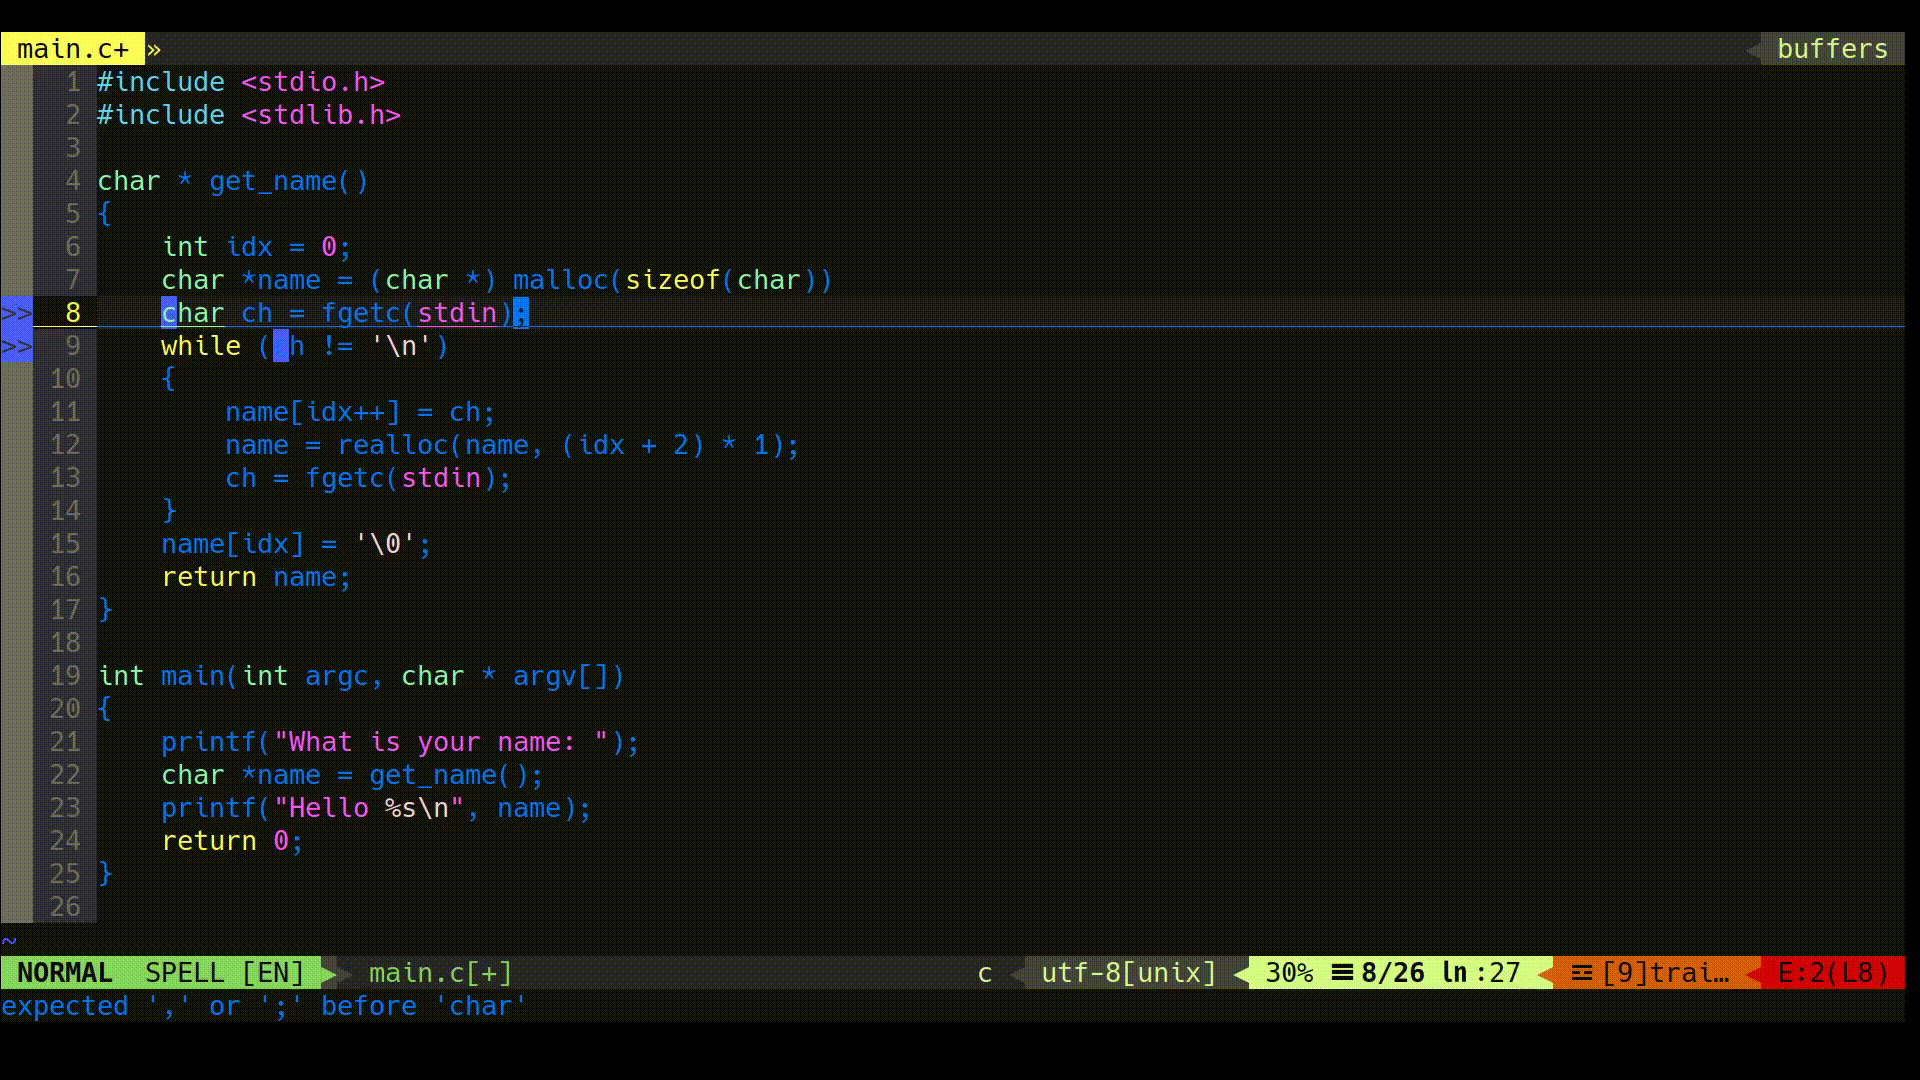 main.c+ » buffers
1 #include <stdio.h>
2 #include <stdlib.h>
3
4 char * get_name()
5 {
6     int idx = 0;
7     char *name = (char *) malloc(sizeof(char))
>> 8     char ch = fgetc(stdin);
>> 9     while ( h != '\n')
10     {
11         name[idx++] = ch;
12         name = realloc(name, (idx + 2) * 1);
13         ch = fgetc(stdin);
14     }
15     name[idx] = '\0';
16     return name;
17 }
18
19 int main(int argc, char * argv[])
20 {
21     printf("What is your name: ");
22     char *name = get_name();
23     printf("Hello %s\n", name);
24     return 0;
25 }
26
~
NORMAL SPELL [EN] main.c[+] c utf-8[unix] 30% ☰ 8/26 ln :27 ☲ [9]trai… E:2(L8)
expected ',' or ';' before 'char'